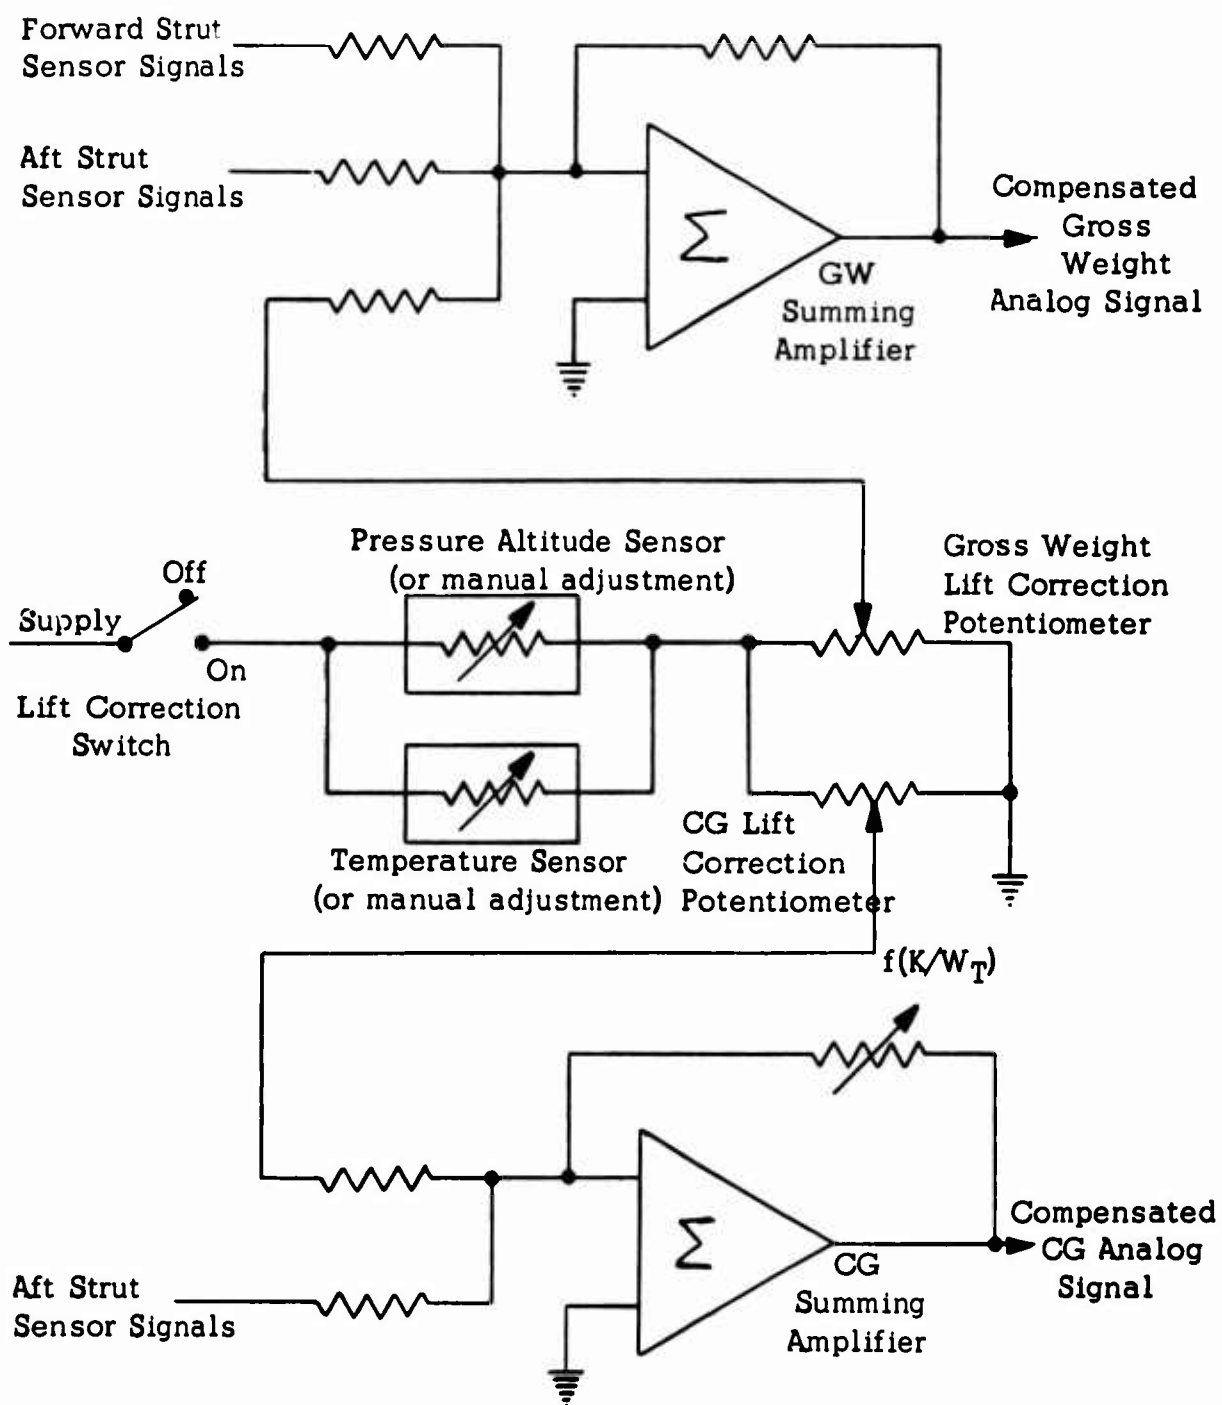 Forward Strut
Sensor Signals
Aft Strut
Sensor Signals
Σ
GW
Summing
Amplifier
Compensated
Gross
Weight
Analog Signal
Pressure Altitude Sensor
(or manual adjustment)
Gross Weight
Lift Correction
Potentiometer
Off
Supply
On
Lift Correction
Switch
Temperature Sensor
(or manual adjustment)
CG Lift
Correction
Potentiometer
f(K/W_T)
Σ
CG
Summing
Amplifier
Compensated
CG Analog
Signal
Aft Strut
Sensor Signals